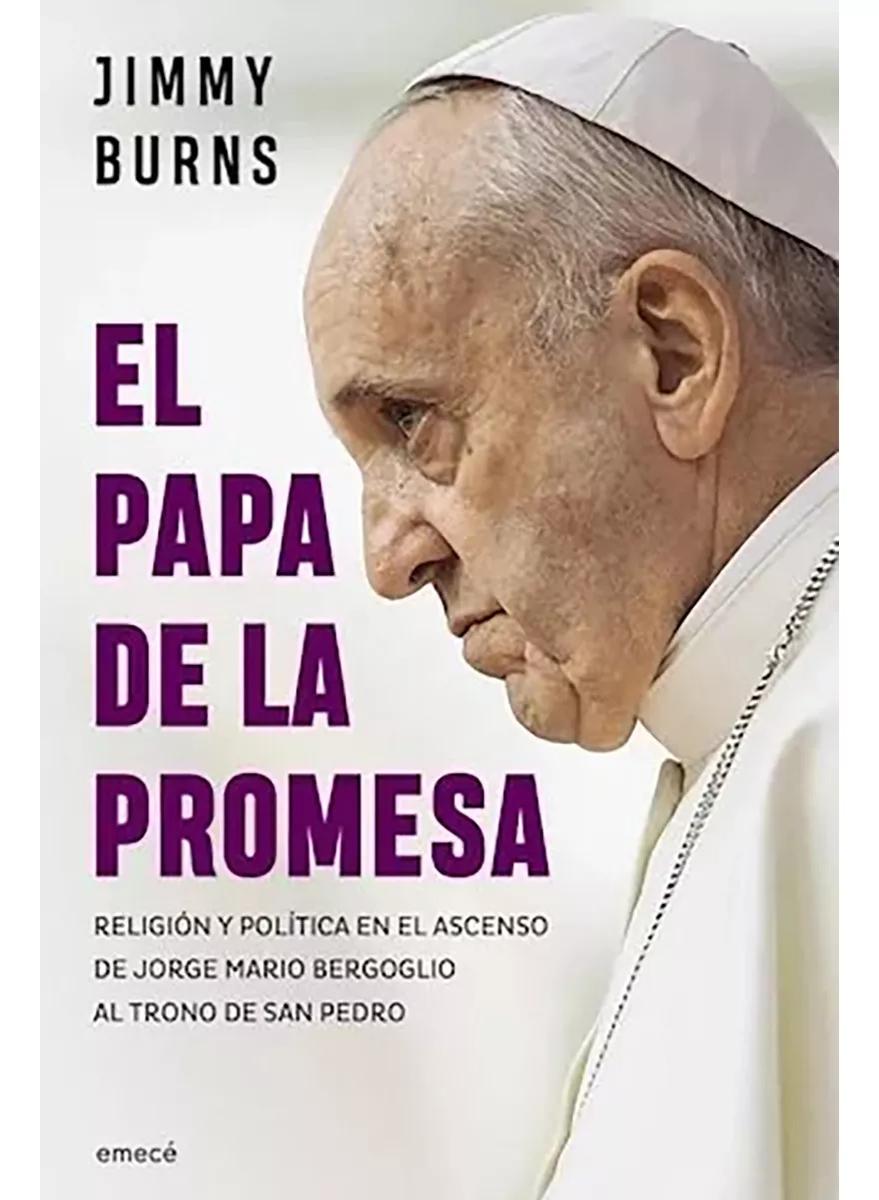 JIMMY
BURNS
EL
PAPA
DE LA
PROMESA
RELIGIÓN Y POLÍTICA EN EL ASCENSO
DE JORGE MARIO BERGOGLIO
AL TRONO DE SAN PEDRO
emecé